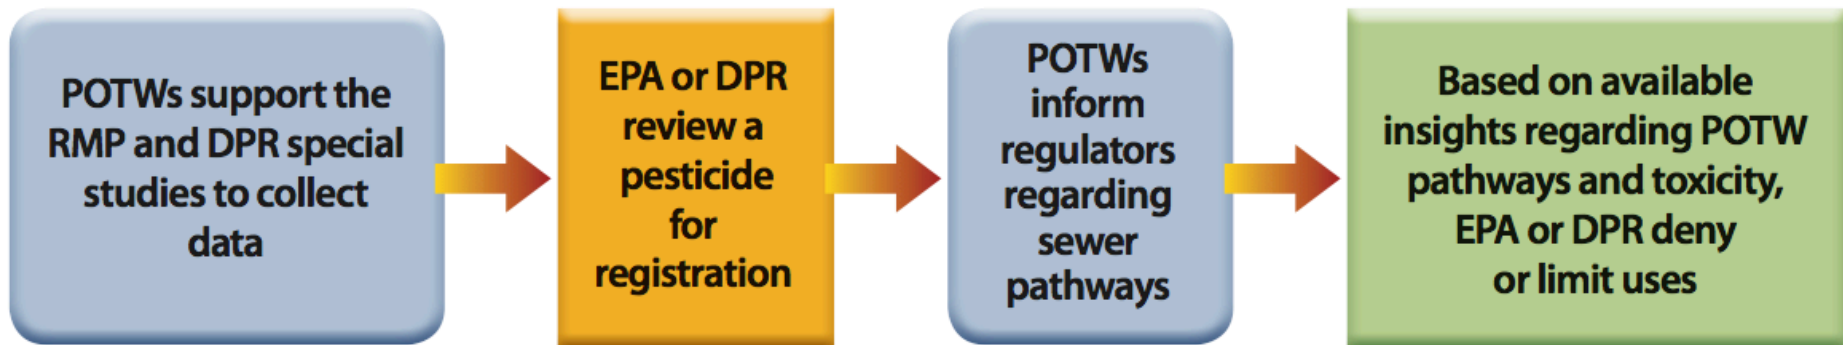 POTWs support the
RMP and DPR special
studies to collect
data
EPA or DPR
review a
pesticide
for
registration
POTWs
inform
regulators
regarding
sewer
pathways
Based on available
insights regarding POTW
pathways and toxicity,
EPA or DPR deny
or limit uses